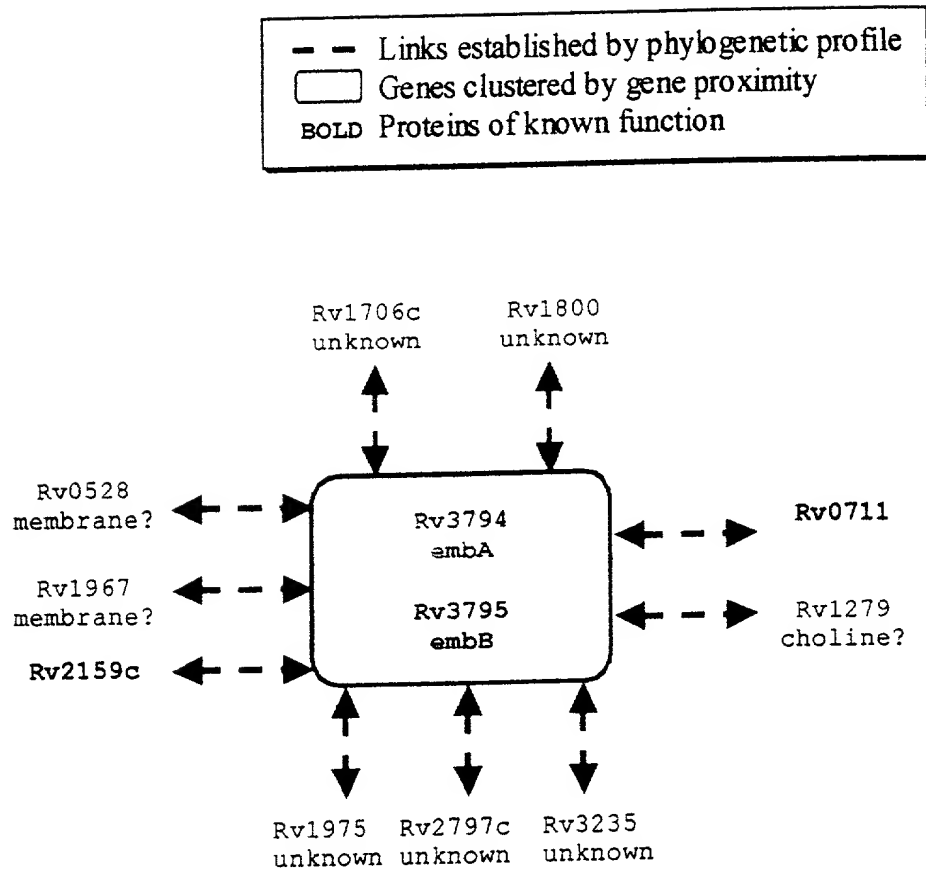 Links established by phylogenetic profile
Genes clustered by gene proximity
BOLD Proteins of known function
Rv1706c
unknown
Rv1800
unknown
Rv0528
membrane?
Rv1967
membrane?
Rv2159c
Rv3794
embA
Rv3795
embB
Rv0711
Rv1279
choline?
Rv1975
unknown
Rv2797c
unknown
Rv3235
unknown